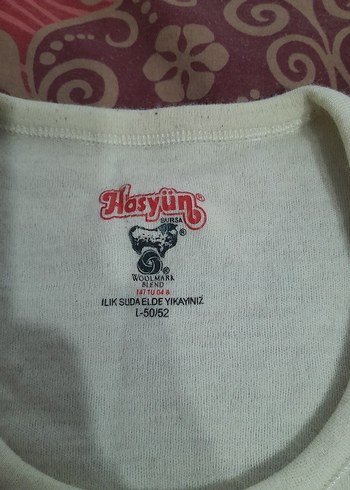 Hasyün®
BURSA
®
®
WOOLMARK
BLEND
ILIK SUDA ELDE YIKAYINIZ
L-50/52